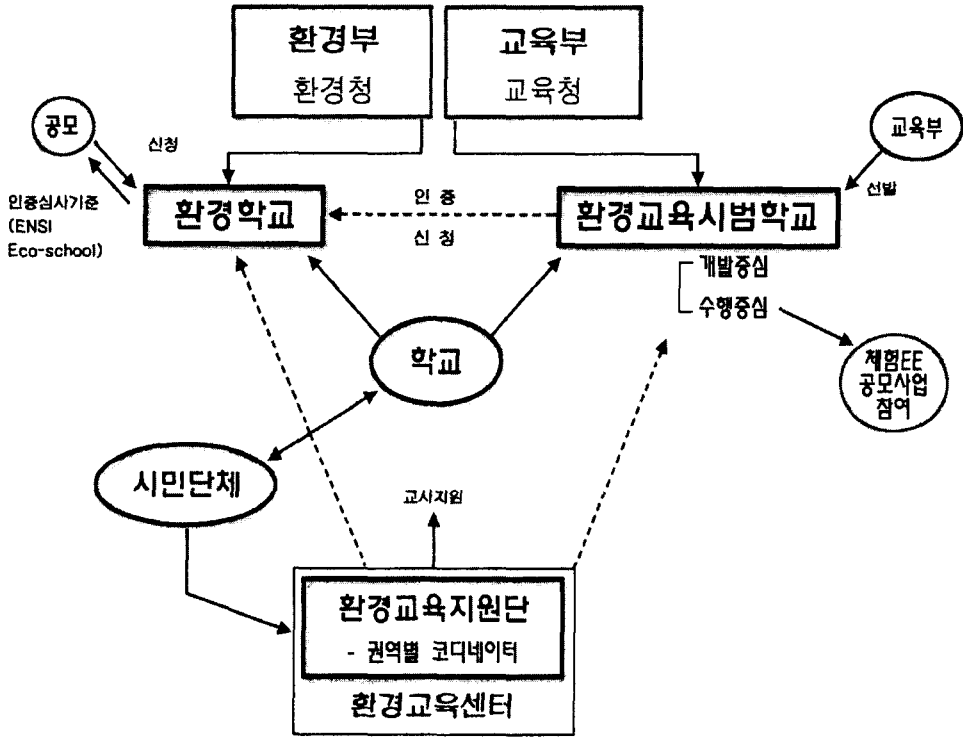 환경부
환경청
교육부
교육청
공모
신청
교육부
선발
인증심사기준
(ENSI
Eco-school)
환경학교
인 증
신 청
환경교육시범학교
개발중심
수행중심
학교
체험EE
공모사업
참여
시민단체
교사지원
환경교육지원단
- 권역별 코디네이터
환경교육센터